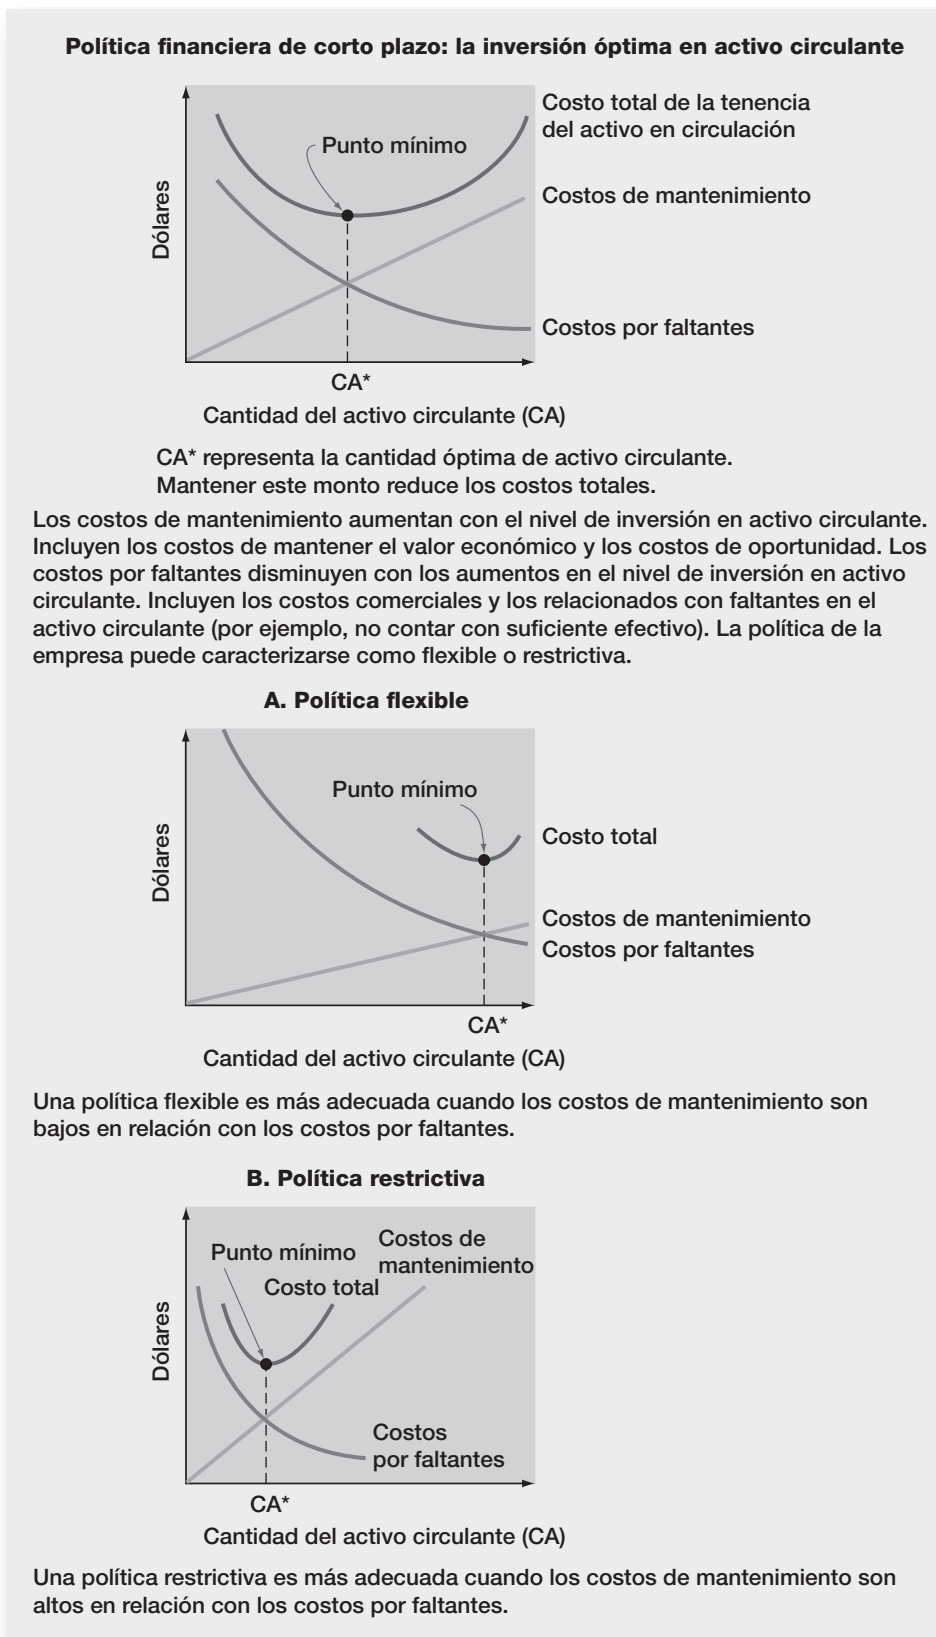 Política financiera de corto plazo: la inversión óptima en activo circulante
Costo total de la tenencia
del activo en circulación
Punto mínimo
Costos de mantenimiento
Dólares
Costos por faltantes
CA*
Cantidad del activo circulante (CA)
CA* representa la cantidad óptima de activo circulante.
Mantener este monto reduce los costos totales.
Los costos de mantenimiento aumentan con el nivel de inversión en activo circulante.
Incluyen los costos de mantener el valor económico y los costos de oportunidad. Los
costos por faltantes disminuyen con los aumentos en el nivel de inversión en activo
circulante. Incluyen los costos comerciales y los relacionados con faltantes en el
activo circulante (por ejemplo, no contar con suficiente efectivo). La política de la
empresa puede caracterizarse como flexible o restrictiva.
A. Política flexible
Punto mínimo
Costo total
Dólares
Costos de mantenimiento
Costos por faltantes
CA*
Cantidad del activo circulante (CA)
Una política flexible es más adecuada cuando los costos de mantenimiento son
bajos en relación con los costos por faltantes.
B. Política restrictiva
Costos de
mantenimiento
Punto mínimo
Costo total
Dólares
Costos
por faltantes
CA*
Cantidad del activo circulante (CA)
Una política restrictiva es más adecuada cuando los costos de mantenimiento son
altos en relación con los costos por faltantes.